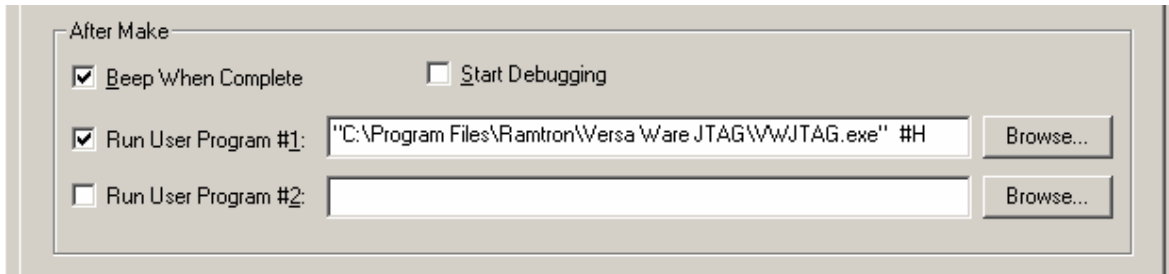 After Make
Beep When Complete Start Debugging
Run User Program #1: "C:\Program Files\Ramtron\Versa Ware JTAG\VWJTAG.exe" #H Browse...
Run User Program #2: Browse...